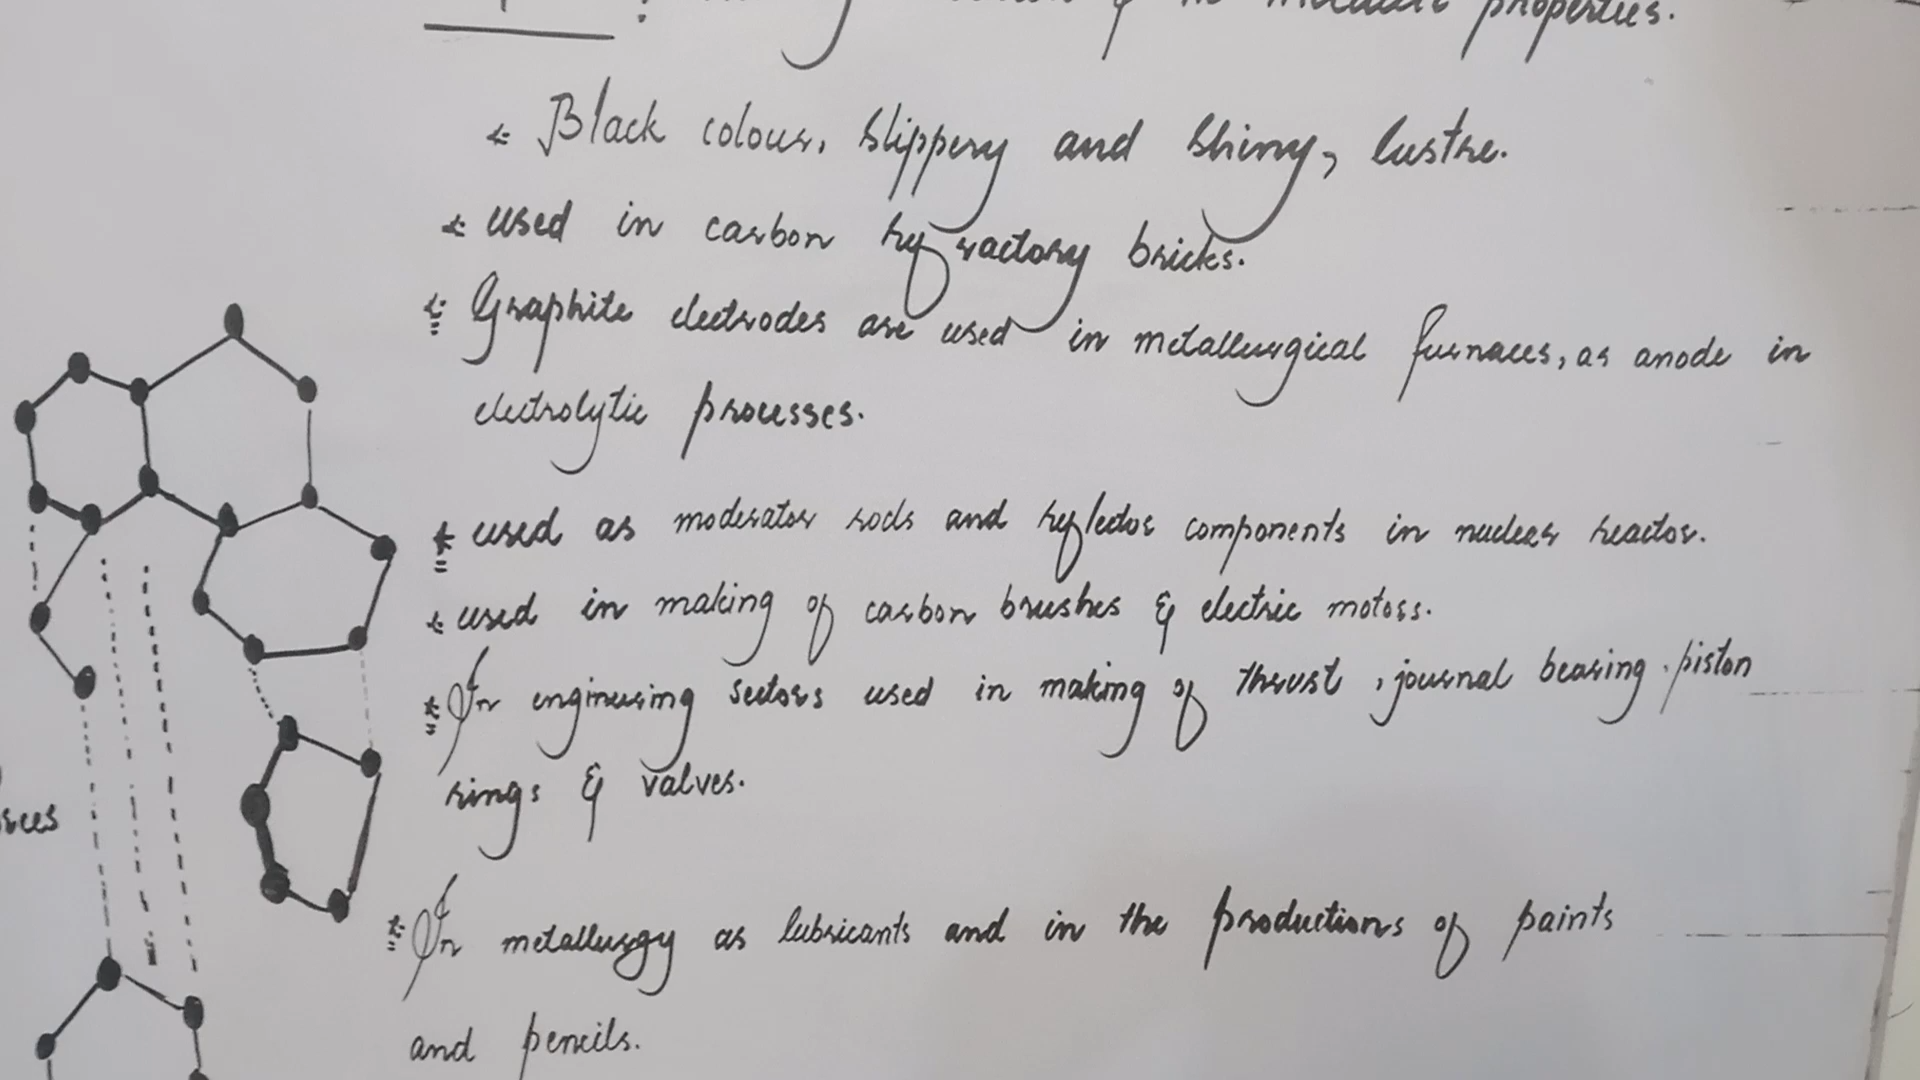 properties.
* Black colour, slippery and shiny, lustre.
* used in carbon refractory bricks.
* Graphite electrodes are used in metallurgical furnaces, as anode in
electrolytic processes.
* used as moderator rods and reflector components in nuclear reactor.
* used in making of carbon brushes & electric motors.
* In engineering sectors used in making of thrust, journal bearing, piston
rings & valves.
* In metallurgy as lubricants and in the productions of paints
and pencils.